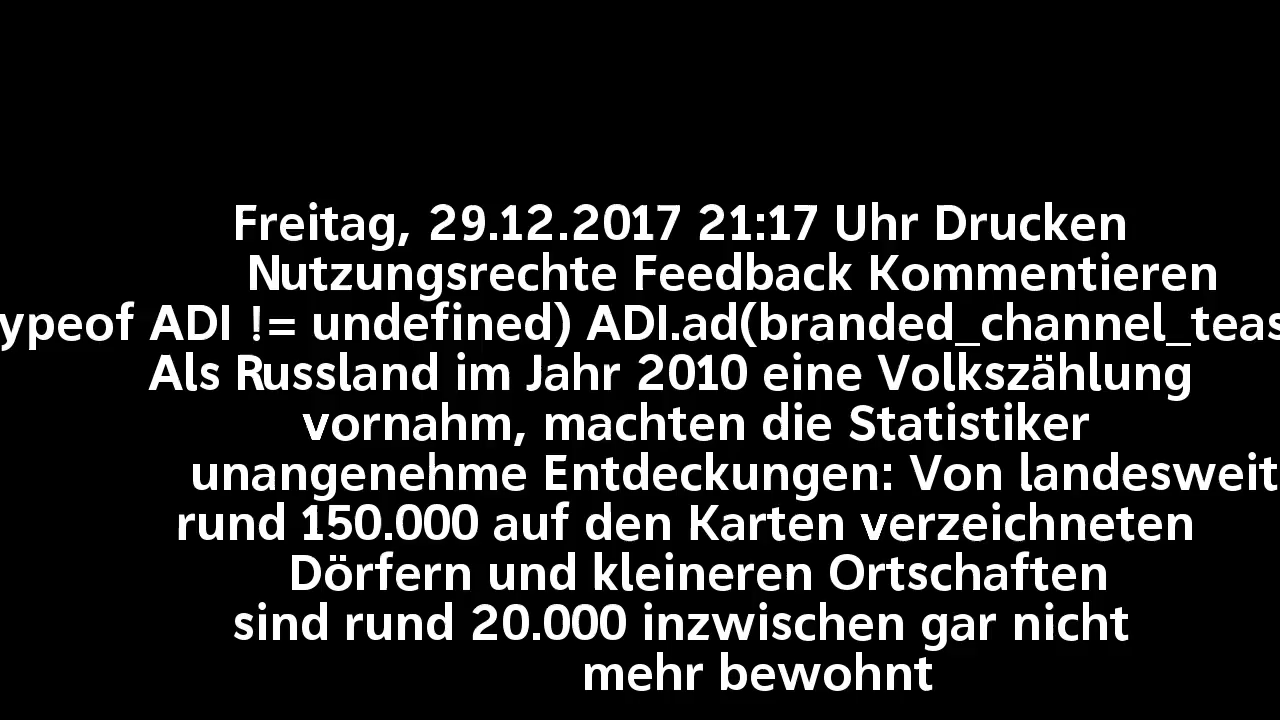 Freitag, 29.12.2017 21:17 Uhr Drucken
Nutzungsrechte Feedback Kommentieren
ypeof ADI != undefined) ADI.ad(branded_channel_teas
Als Russland im Jahr 2010 eine Volkszählung
vornahm, machten die Statistiker
unangenehme Entdeckungen: Von landesweit
rund 150.000 auf den Karten verzeichneten
Dörfern und kleineren Ortschaften
sind rund 20.000 inzwischen gar nicht
mehr bewohnt